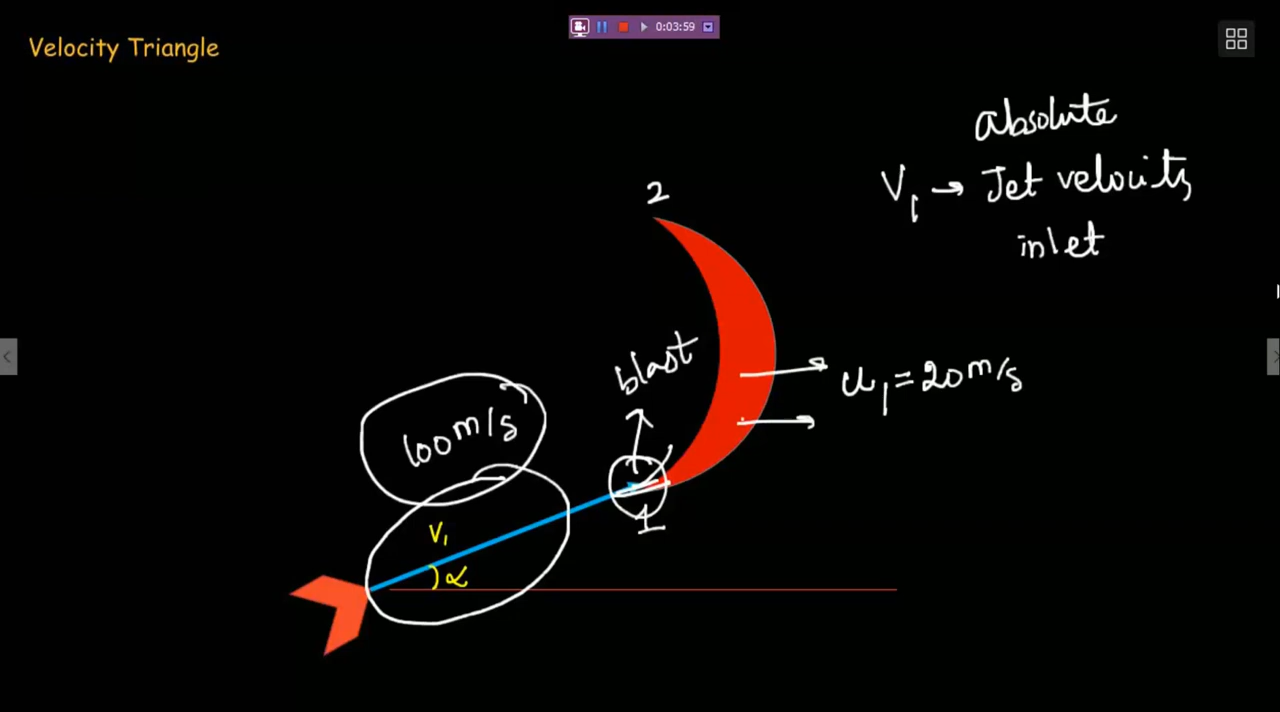 0:03:59
Velocity Triangle
absolute
V₁ → Jet velocity
inlet
2
blast
u₁ = 20 m/s
100 m/s
1
V₁
α